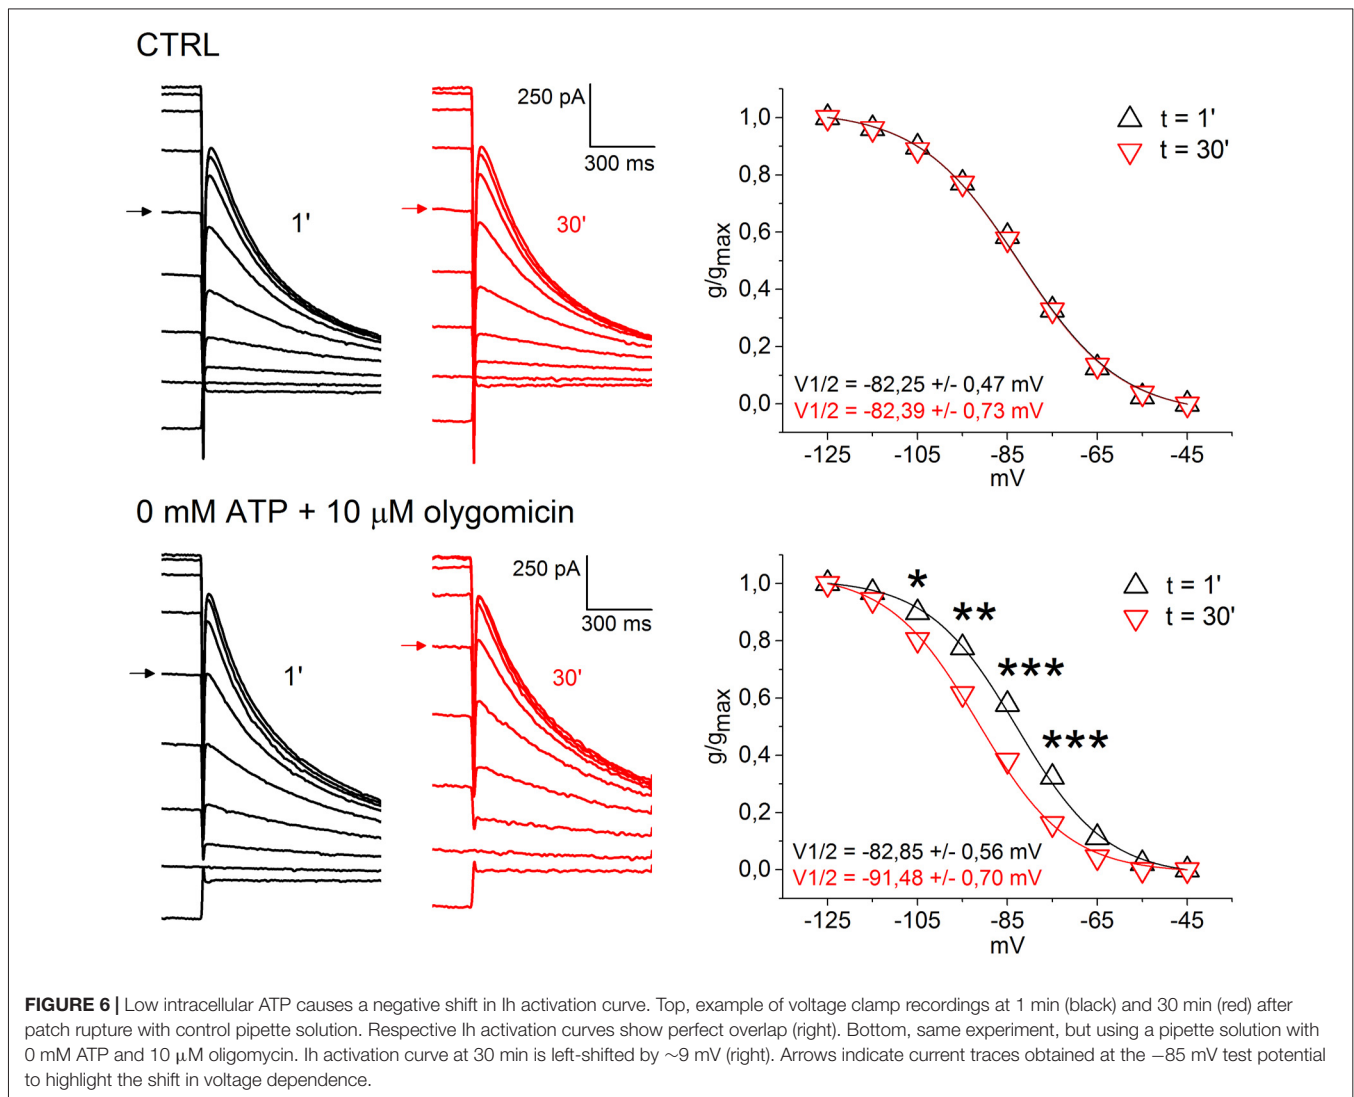 CTRL
250 pA
300 ms
1'
30'
t = 1'
t = 30'
1,0
0,8
0,6
0,4
0,2
0,0
g/gmax
V1/2 = -82,25 +/- 0,47 mV
V1/2 = -82,39 +/- 0,73 mV
-125 -105 -85 -65 -45
mV
0 mM ATP + 10 μM olygomicin
250 pA
300 ms
1'
30'
t = 1'
t = 30'
1,0
0,8
0,6
0,4
0,2
0,0
g/gmax
*
**
***
***
V1/2 = -82,85 +/- 0,56 mV
V1/2 = -91,48 +/- 0,70 mV
-125 -105 -85 -65 -45
mV
FIGURE 6 | Low intracellular ATP causes a negative shift in Ih activation curve. Top, example of voltage clamp recordings at 1 min (black) and 30 min (red) after
patch rupture with control pipette solution. Respective Ih activation curves show perfect overlap (right). Bottom, same experiment, but using a pipette solution with
0 mM ATP and 10 μM oligomycin. Ih activation curve at 30 min is left-shifted by ~9 mV (right). Arrows indicate current traces obtained at the −85 mV test potential
to highlight the shift in voltage dependence.